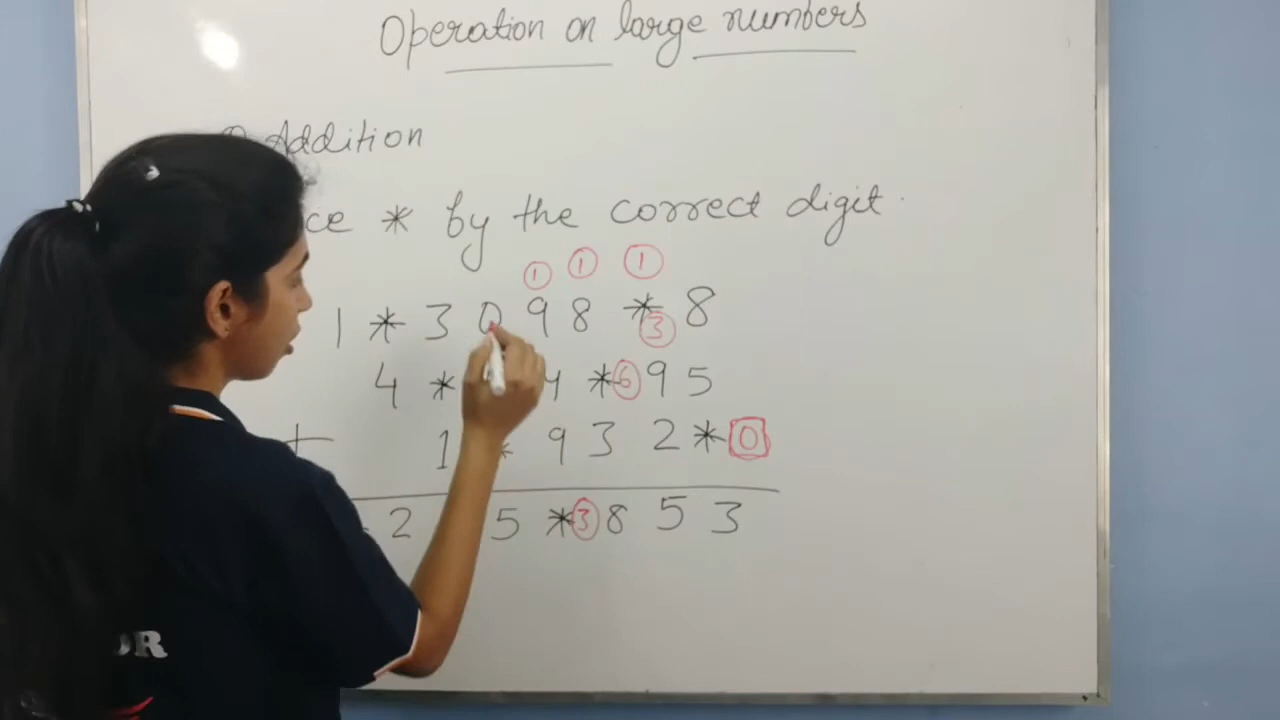 Operation on large numbers
Addition
ce * by the correct digit.
1 1 1
1 * 3 0 9 8 * 3 8
4 * 4 * 6 9 5
+ 1 * 9 3 2 * 0
2 5 * 3 8 5 3
OR